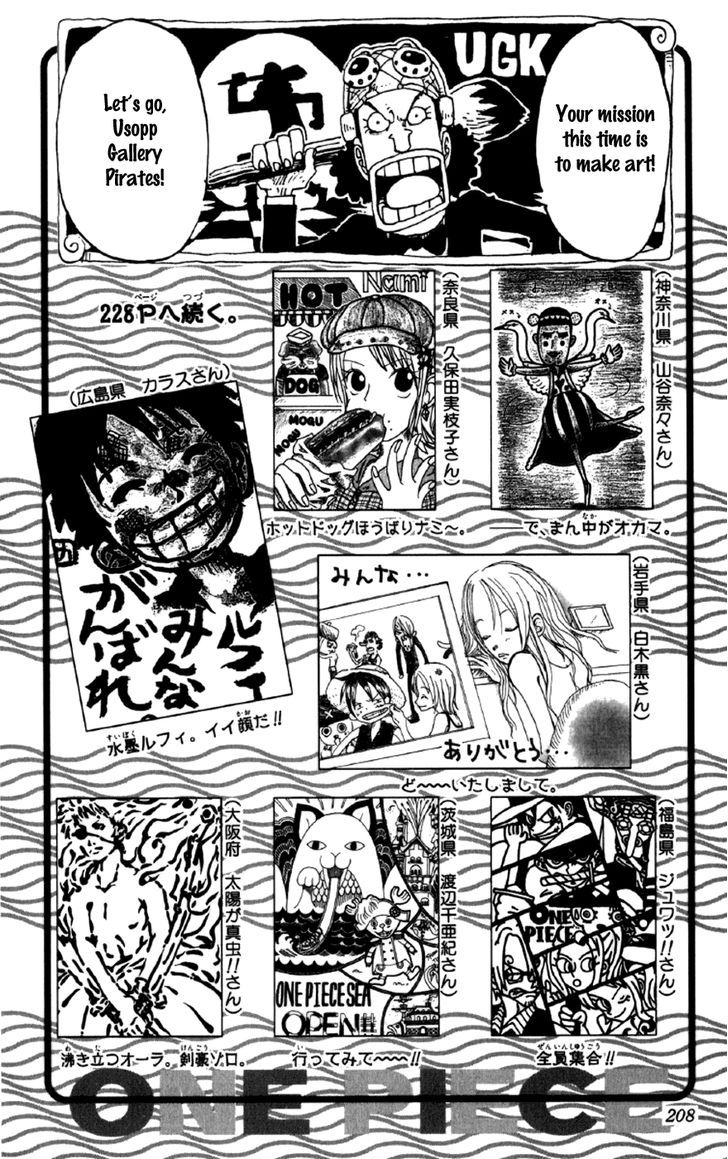 UGK
Your mission
this time is
to make art!
Let's go,
Usopp
Gallery
Pirates!
(神奈川県 山谷奈々さん)
メス
オス
――で、まん中がオカマ。
(奈良県 久保田実枝子さん)
Nami
HOT
DOG
MOGU
MOGU
ホットドッグほうばりナミ～。
228Pへ続く。
(広島県 カラスさん)
ルフィ
みんな
がんばれ。
水墨ルフィ。イイ顔だ!!
(岩手県 白木黒さん)
みんな・・・
ありがとう・・・
ど～～いたしまして。
(福島県 ジュワッ!!さん)
ONE
PIECE
全員集合!!
(茨城県 渡辺千亜紀さん)
ONE PIECE SEA
OPEN!!
行ってみて～～!!
(大阪府 太陽が真虫!!さん)
沸き立つオーラ。剣豪ゾロ。
ONE PIECE
208